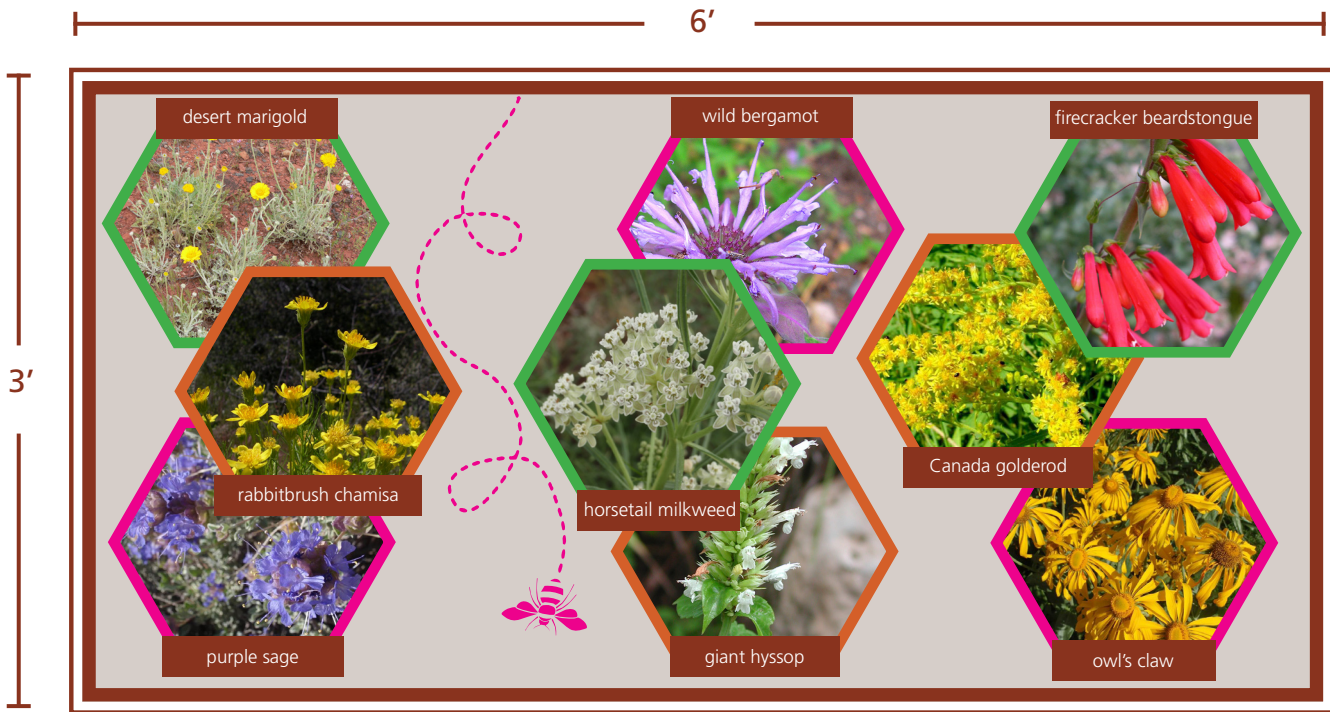 6’
3’
desert marigold
wild bergamot
firecracker beardstongue
rabbitbrush chamisa
horsetail milkweed
Canada golderod
purple sage
giant hyssop
owl's claw